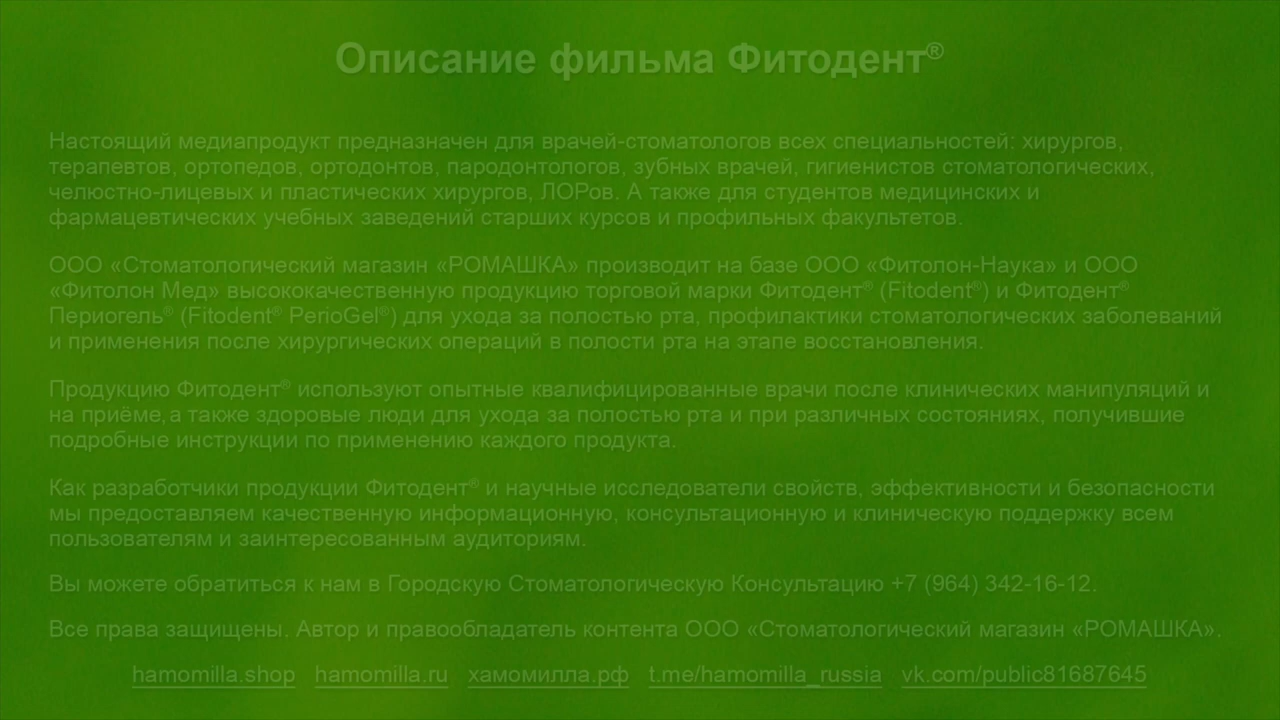 Описание фильма Фитодент®
Настоящий медиапродукт предназначен для врачей-стоматологов всех специальностей: хирургов,
терапевтов, ортопедов, ортодонтов, пародонтологов, зубных врачей, гигиенистов стоматологических,
челюстно-лицевых и пластических хирургов, ЛОРов. А также для студентов медицинских и
фармацевтических учебных заведений старших курсов и профильных факультетов.
ООО «Стоматологический магазин «РОМАШКА» производит на базе ООО «Фитолон-Наука» и ООО
«Фитолон Мед» высококачественную продукцию торговой марки Фитодент® (Fitodent®) и Фитодент®
Периогель® (Fitodent® PerioGel®) для ухода за полостью рта, профилактики стоматологических заболеваний
и применения после хирургических операций в полости рта на этапе восстановления.
Продукцию Фитодент® используют опытные квалифицированные врачи после клинических манипуляций и
на приёме, а также здоровые люди для ухода за полостью рта и при различных состояниях, получившие
подробные инструкции по применению каждого продукта.
Как разработчики продукции Фитодент® и научные исследователи свойств, эффективности и безопасности
мы предоставляем качественную информационную, консультационную и клиническую поддержку всем
пользователям и заинтересованным аудиториям.
Вы можете обратиться к нам в Городскую Стоматологическую Консультацию +7 (964) 342-16-12.
Все права защищены. Автор и правообладатель контента ООО «Стоматологический магазин «РОМАШКА».
hamomilla.shop hamomilla.ru хамомилла.рф t.me/hamomilla_russia vk.com/public81687645